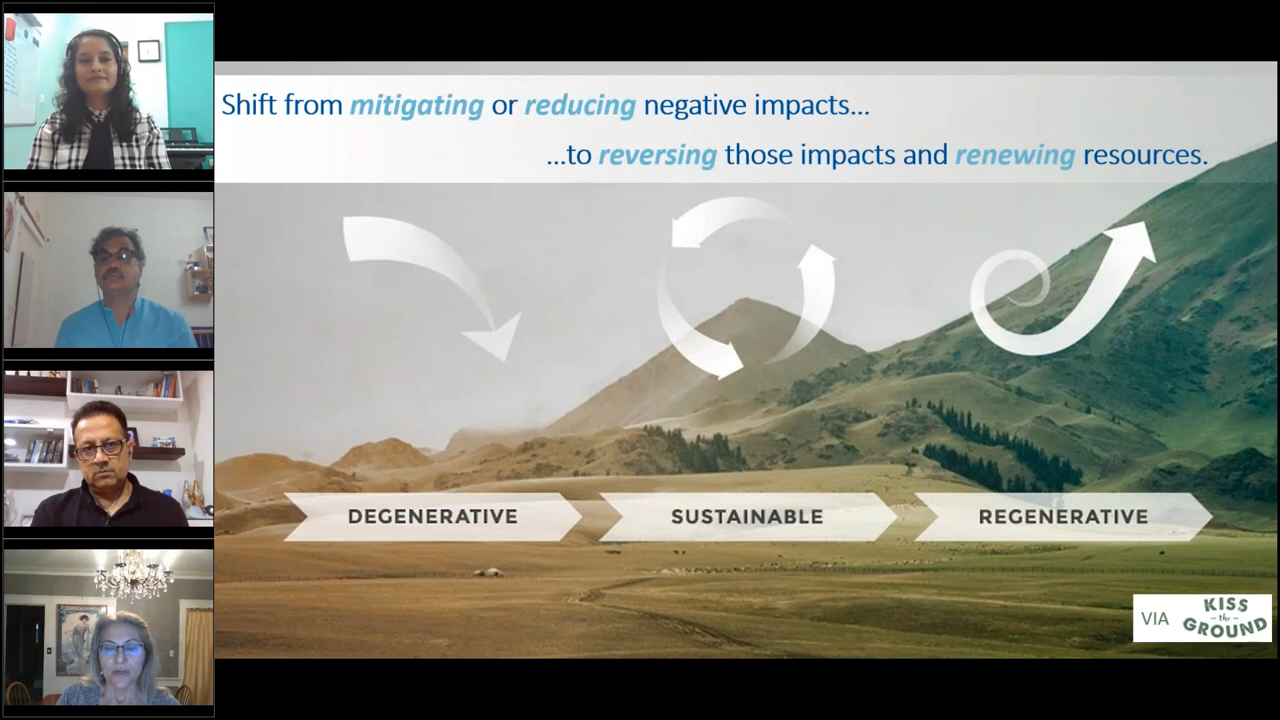 Shift from mitigating or reducing negative impacts...
...to reversing those impacts and renewing resources.
DEGENERATIVE
SUSTAINABLE
REGENERATIVE
VIA
KISS
- the -
GROUND